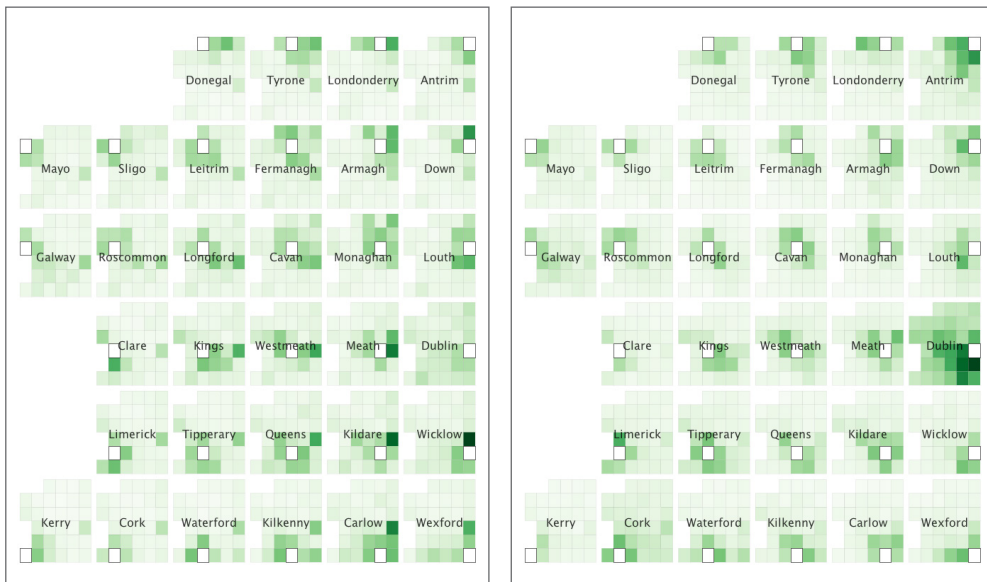 Donegal Tyrone Londonderry Antrim
Mayo Sligo Leitrim Fermanagh Armagh Down
Galway Roscommon Longford Cavan Monaghan Louth
Clare Kings Westmeath Meath Dublin
Limerick Tipperary Queens Kildare Wicklow
Kerry Cork Waterford Kilkenny Carlow Wexford
Donegal Tyrone Londonderry Antrim
Mayo Sligo Leitrim Fermanagh Armagh Down
Galway Roscommon Longford Cavan Monaghan Louth
Clare Kings Westmeath Meath Dublin
Limerick Tipperary Queens Kildare Wicklow
Kerry Cork Waterford Kilkenny Carlow Wexford